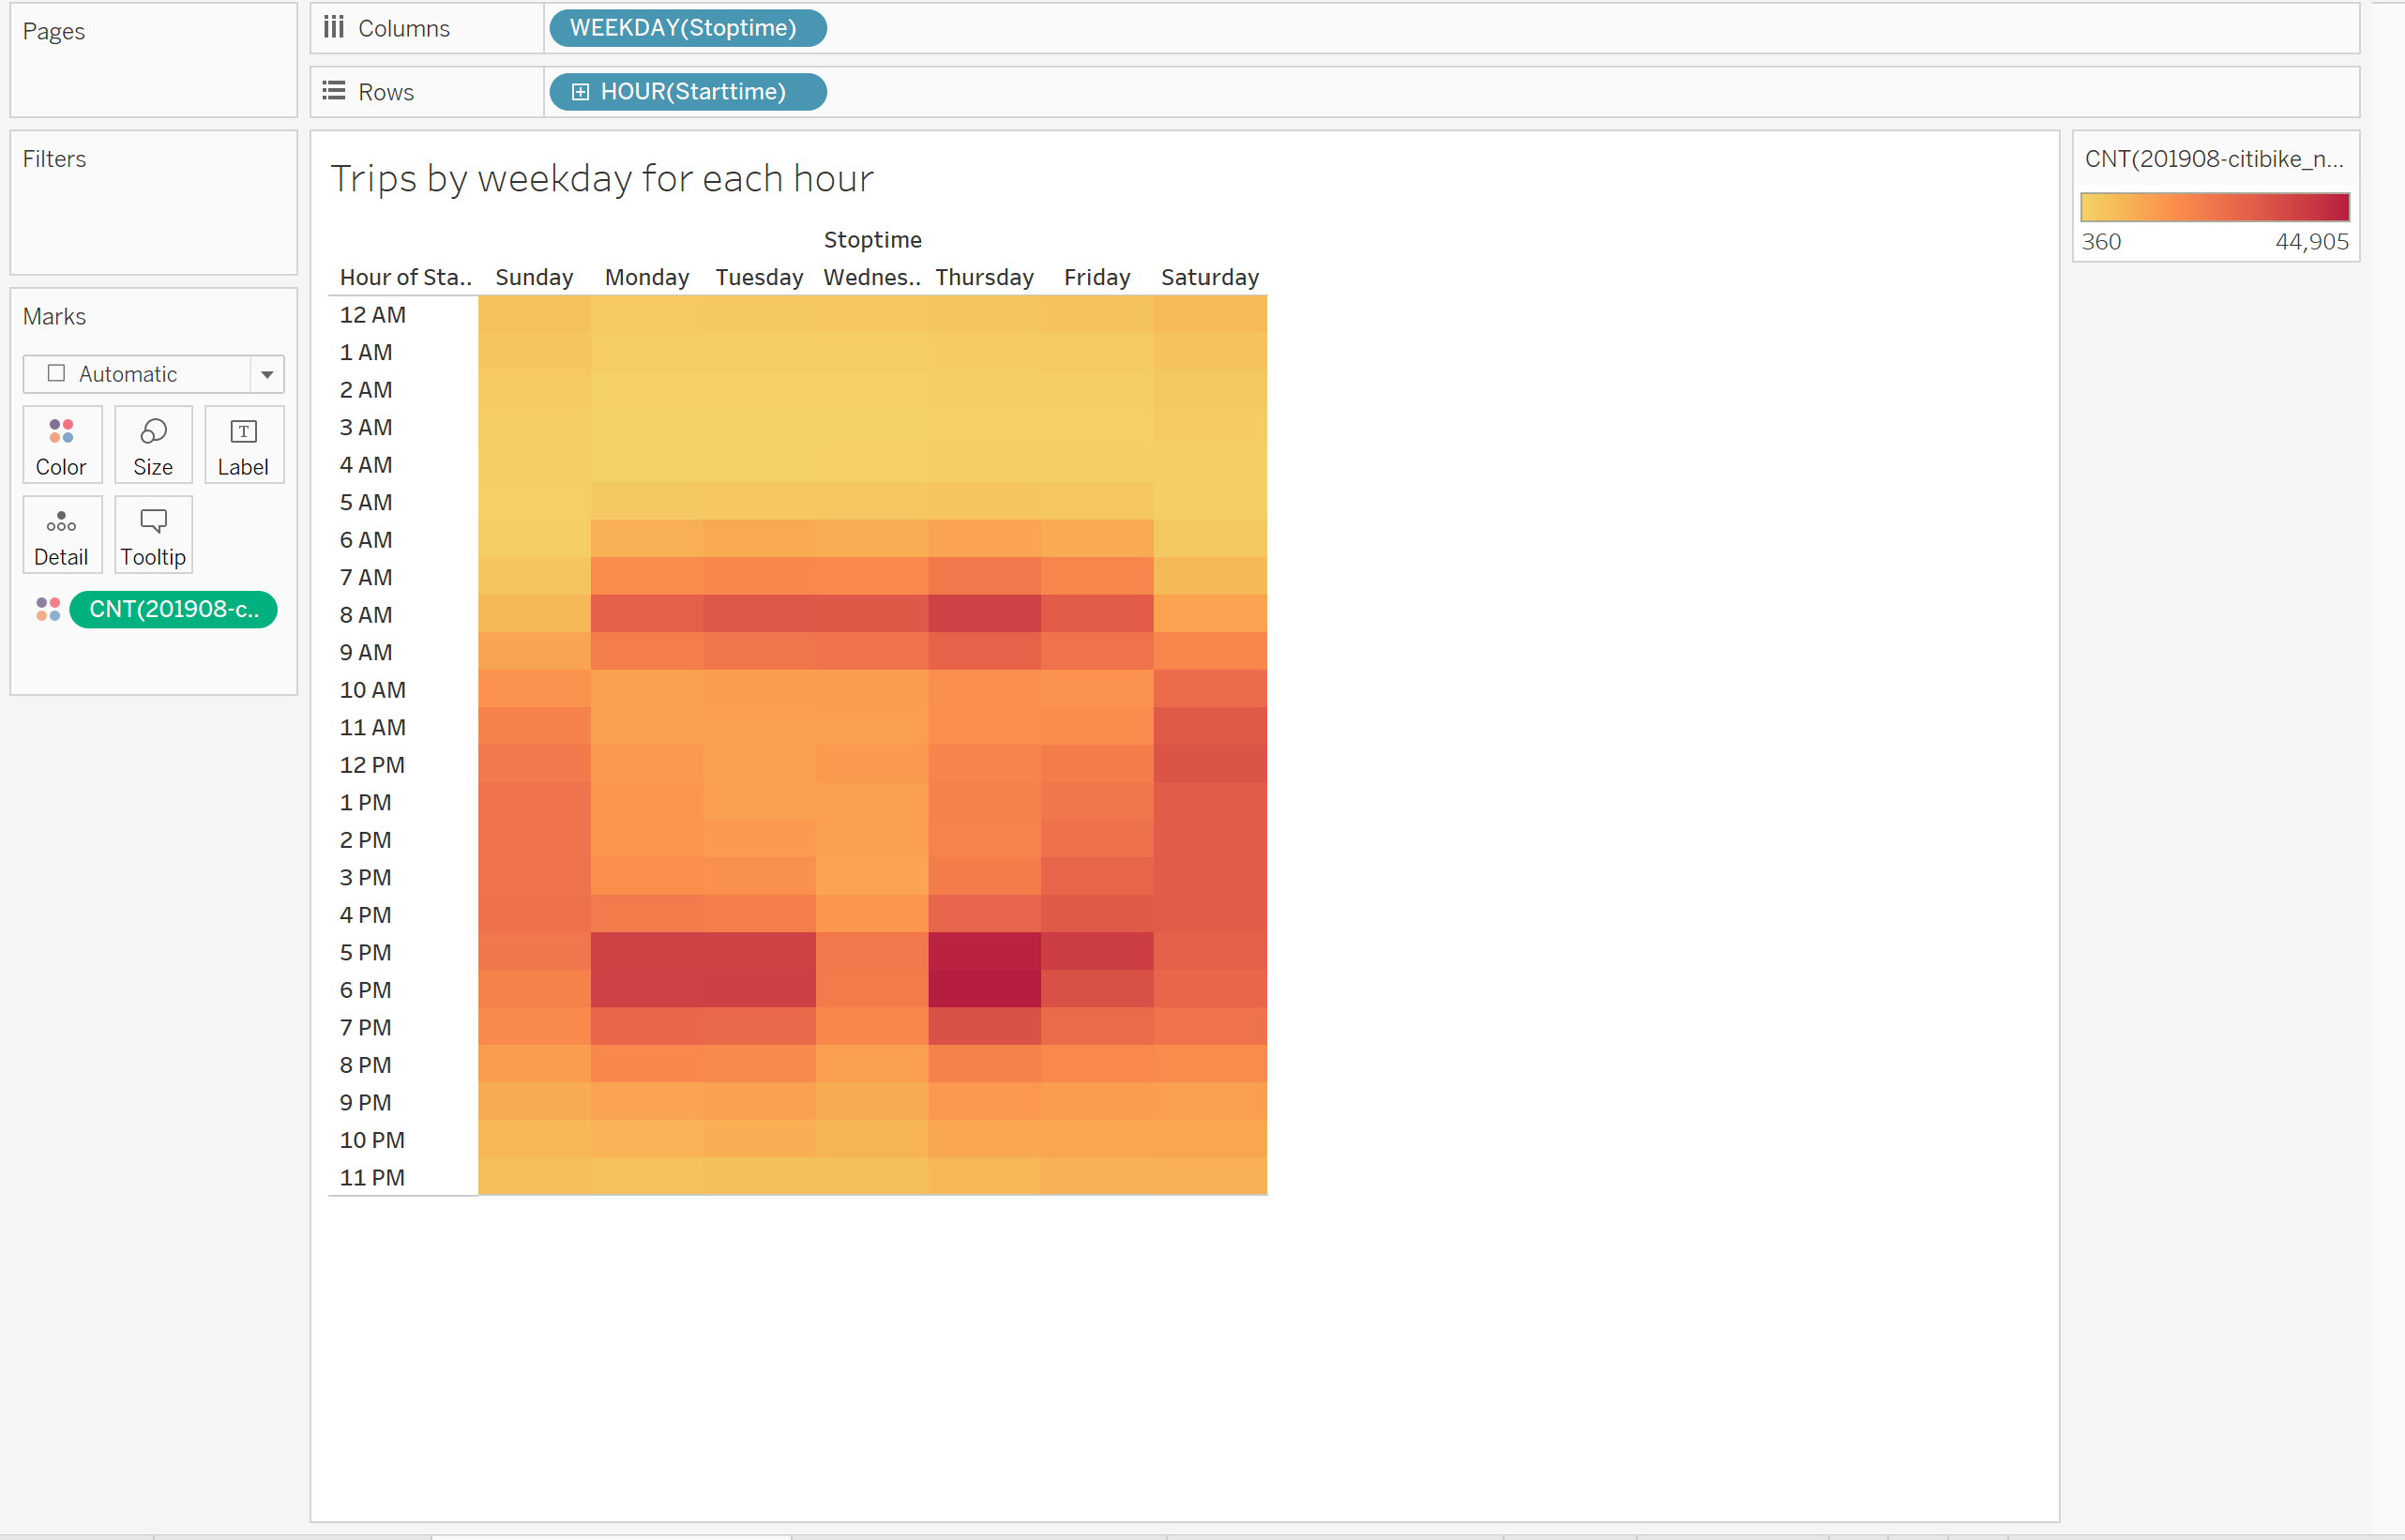 Pages
Columns
WEEKDAY(Stoptime)
Rows
HOUR(Starttime)
Filters
Marks
Automatic
Color
Size
T
Label
Detail
Tooltip
CNT(201908-c..
Trips by weekday for each hour
Stoptime
Hour of Sta.. Sunday Monday Tuesday Wednes.. Thursday Friday Saturday
12 AM
1 AM
2 AM
3 AM
4 AM
5 AM
6 AM
7 AM
8 AM
9 AM
10 AM
11 AM
12 PM
1 PM
2 PM
3 PM
4 PM
5 PM
6 PM
7 PM
8 PM
9 PM
10 PM
11 PM
CNT(201908-citibike_n...
360 44,905